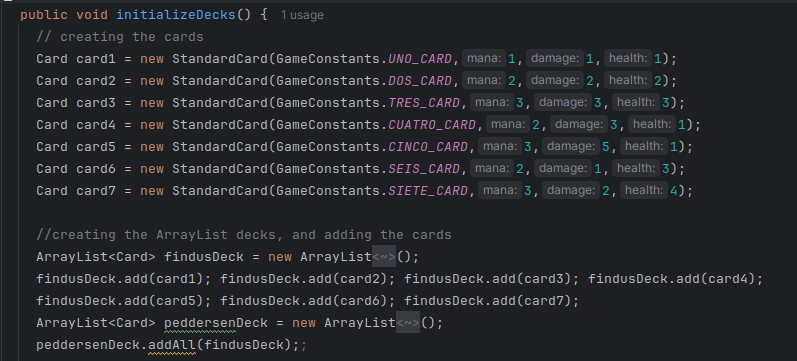 public void initializeDecks() { 1 usage
// creating the cards
Card card1 = new StandardCard(GameConstants.UNO_CARD, mana: 1, damage: 1, health: 1);
Card card2 = new StandardCard(GameConstants.DOS_CARD, mana: 2, damage: 2, health: 2);
Card card3 = new StandardCard(GameConstants.TRES_CARD, mana: 3, damage: 3, health: 3);
Card card4 = new StandardCard(GameConstants.CUATRO_CARD, mana: 2, damage: 3, health: 1);
Card card5 = new StandardCard(GameConstants.CINCO_CARD, mana: 3, damage: 5, health: 1);
Card card6 = new StandardCard(GameConstants.SEIS_CARD, mana: 2, damage: 1, health: 3);
Card card7 = new StandardCard(GameConstants.SIETE_CARD, mana: 3, damage: 2, health: 4);
//creating the ArrayList decks, and adding the cards
ArrayList<Card> findusDeck = new ArrayList<~>();
findusDeck.add(card1); findusDeck.add(card2); findusDeck.add(card3); findusDeck.add(card4);
findusDeck.add(card5); findusDeck.add(card6); findusDeck.add(card7);
ArrayList<Card> peddersenDeck = new ArrayList<~>();
peddersenDeck.addAll(findusDeck);;